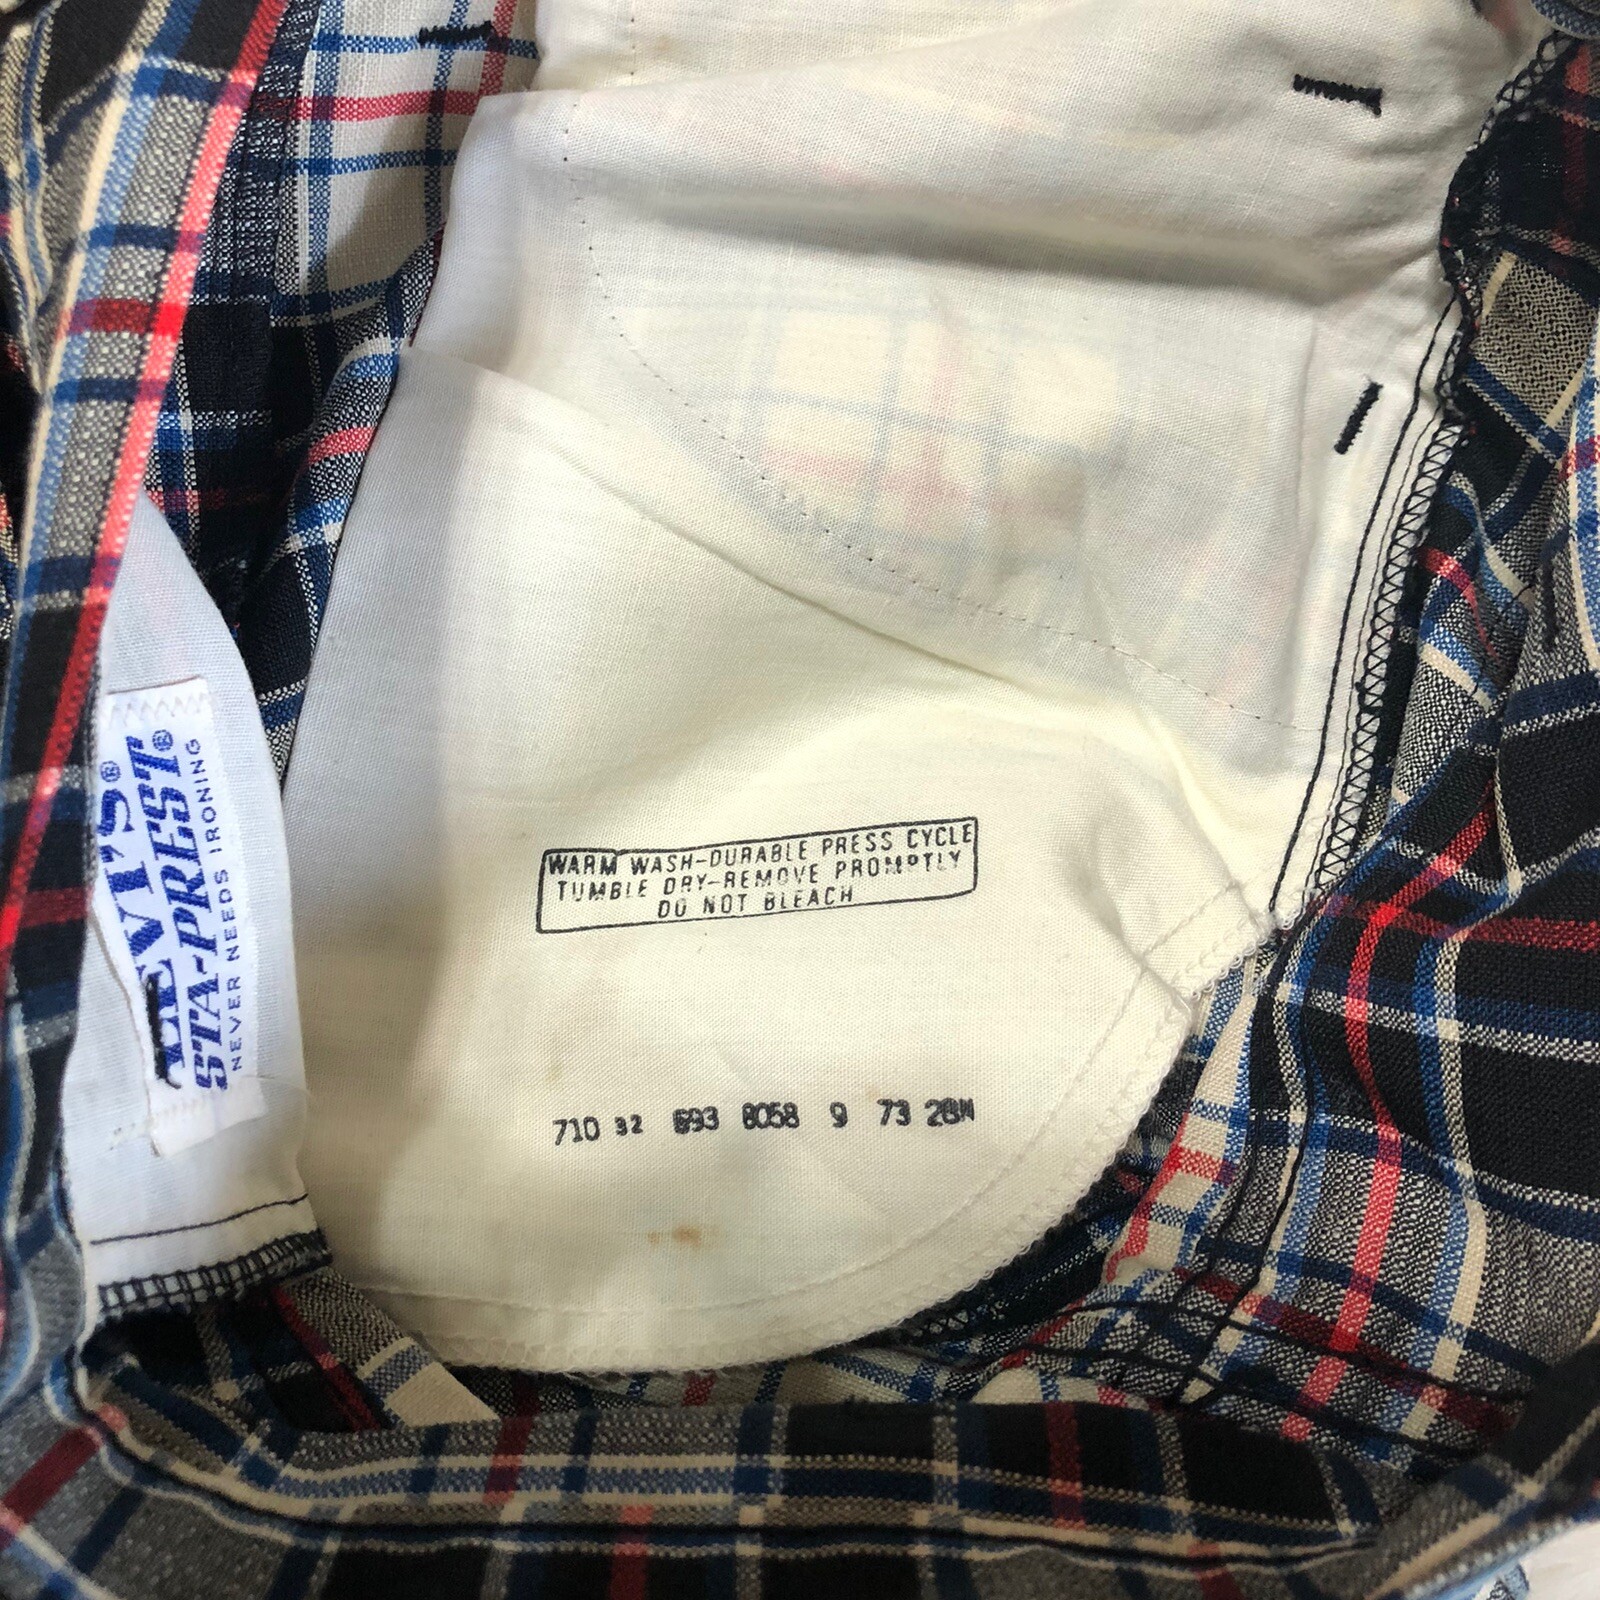 LEVI'S®
STA-PREST®
NEVER NEEDS IRONING
WARM WASH-DURABLE PRESS CYCLE
TUMBLE DRY-REMOVE PROMPTLY
DO NOT BLEACH
710 32 693 8058 9 73 28M